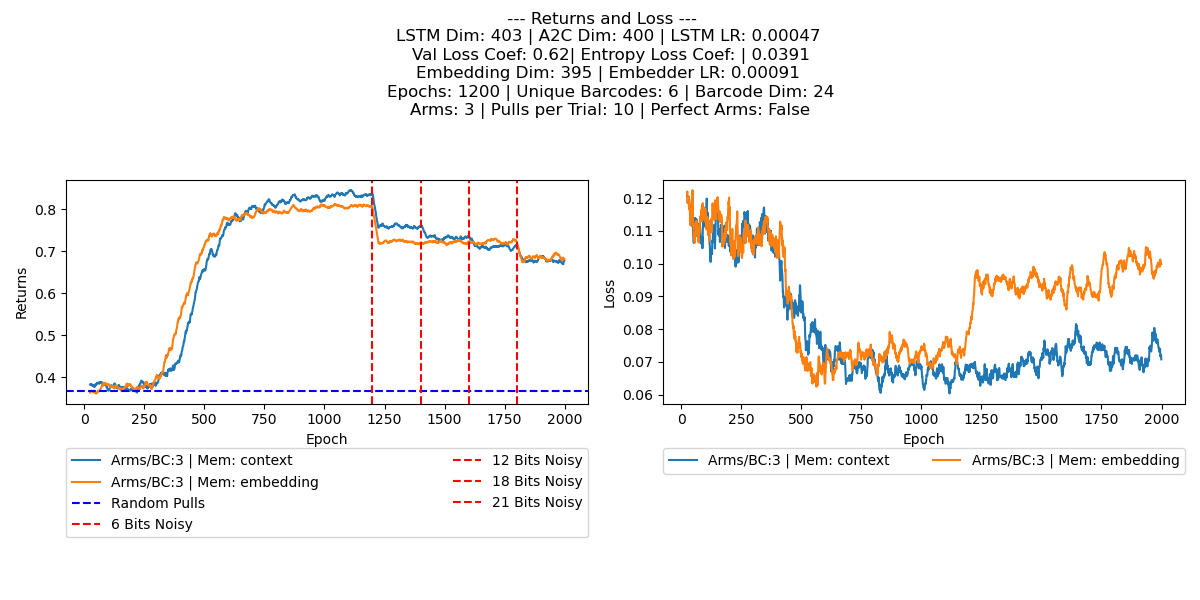 --- Returns and Loss ---
LSTM Dim: 403 | A2C Dim: 400 | LSTM LR: 0.00047
Val Loss Coef: 0.62| Entropy Loss Coef: | 0.0391
Embedding Dim: 395 | Embedder LR: 0.00091
Epochs: 1200 | Unique Barcodes: 6 | Barcode Dim: 24
Arms: 3 | Pulls per Trial: 10 | Perfect Arms: False
Returns
0.8
0.7
0.6
0.5
0.4
0 250 500 750 1000 1250 1500 1750 2000
Epoch
Arms/BC:3 | Mem: context
Arms/BC:3 | Mem: embedding
Random Pulls
6 Bits Noisy
12 Bits Noisy
18 Bits Noisy
21 Bits Noisy
Loss
0.12
0.11
0.10
0.09
0.08
0.07
0.06
0 250 500 750 1000 1250 1500 1750 2000
Epoch
Arms/BC:3 | Mem: context
Arms/BC:3 | Mem: embedding